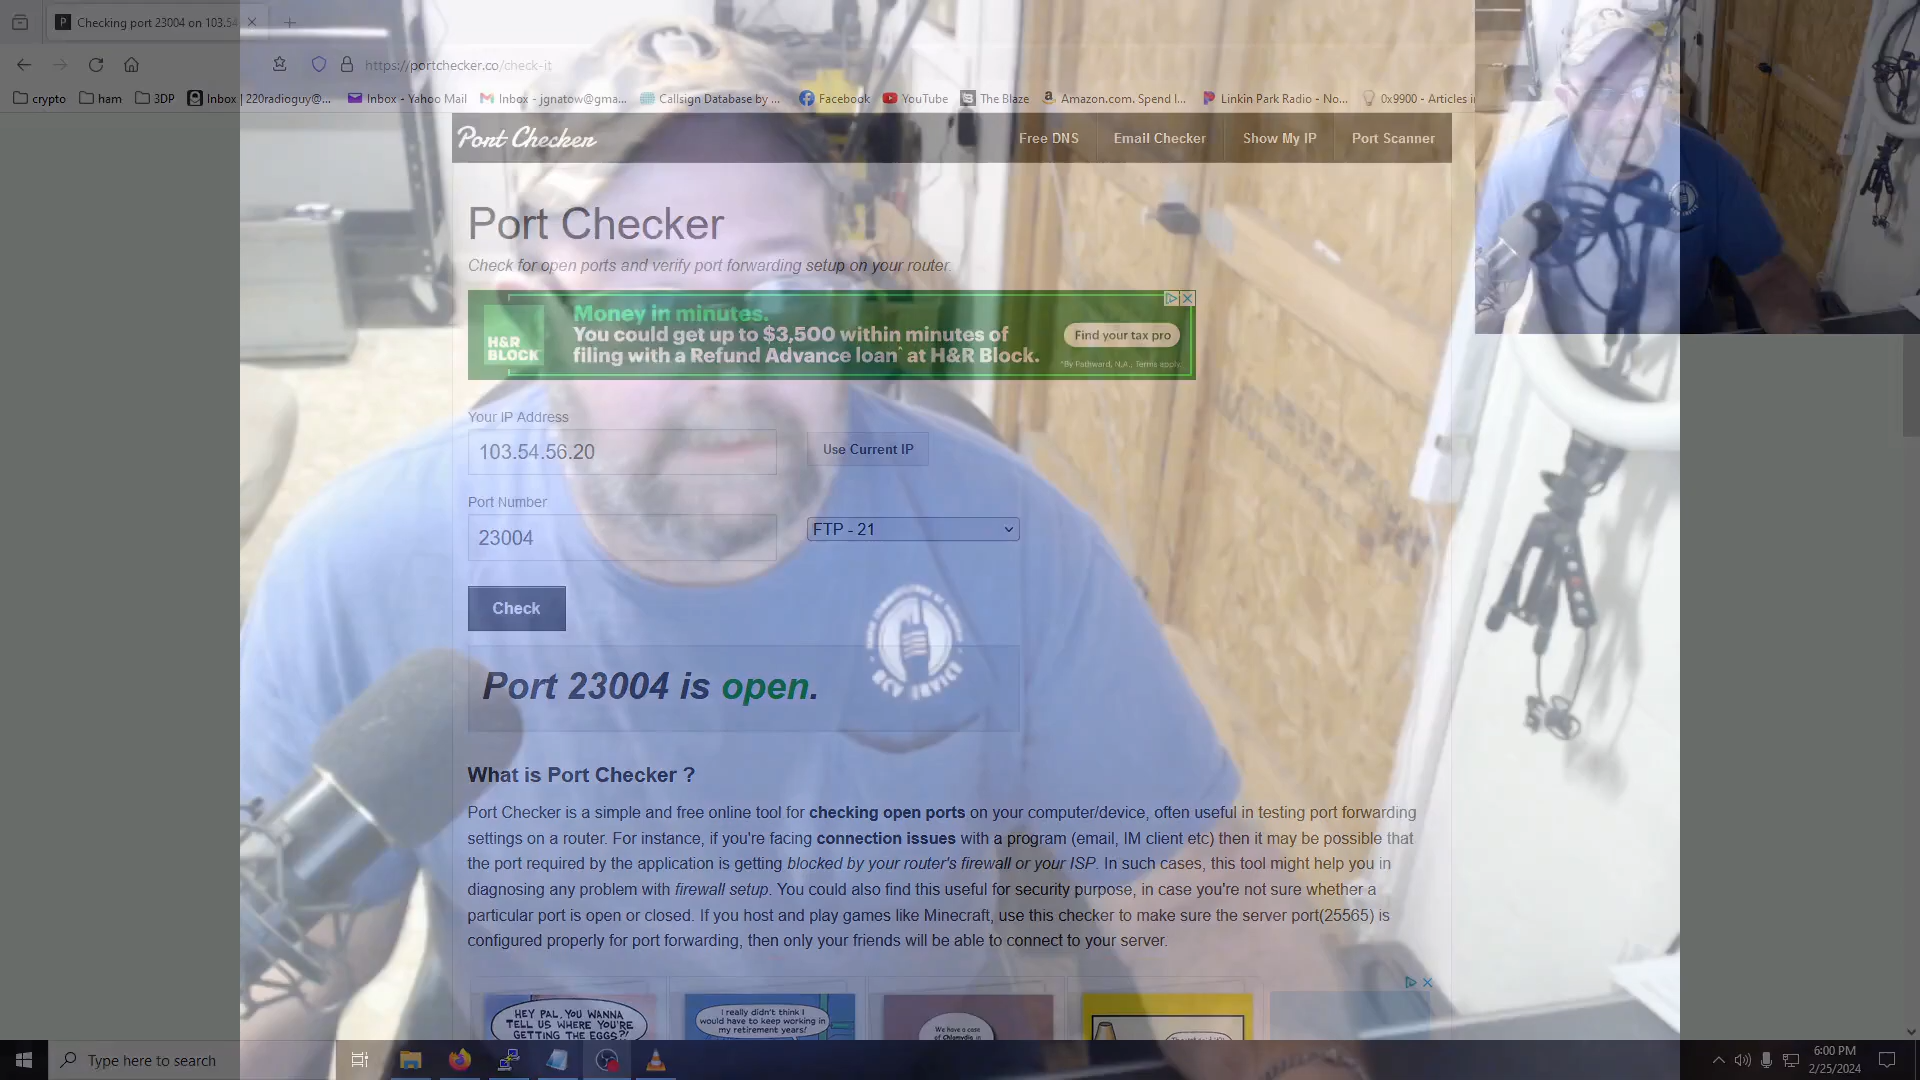 Checking port 23004 on 103.54
https://portchecker.co/check-it
crypto
ham
3DP
Inbox | 220radioguy@...
Inbox - Yahoo Mail
Inbox - jgnatow@gma...
Callsign Database by ...
Facebook
YouTube
The Blaze
Amazon.com. Spend l...
Linkin Park Radio - No...
0x9900 - Articles i
Port Checker
Free DNS
Email Checker
Show My IP
Port Scanner
Port Checker
Check for open ports and verify port forwarding setup on your router.
Money in minutes.
You could get up to $3,500 within minutes of
filing with a Refund Advance loan* at H&R Block.
H&R
BLOCK
Find your tax pro
*By Pathward, N.A., Terms apply.
Your IP Address
103.54.56.20
Use Current IP
Port Number
23004
FTP - 21
Check
Port 23004 is open.
What is Port Checker ?
Port Checker is a simple and free online tool for checking open ports on your computer/device, often useful in testing port forwarding
settings on a router. For instance, if you're facing connection issues with a program (email, IM client etc) then it may be possible that
the port required by the application is getting blocked by your router's firewall or your ISP. In such cases, this tool might help you in
diagnosing any problem with firewall setup. You could also find this useful for security purpose, in case you're not sure whether a
particular port is open or closed. If you host and play games like Minecraft, use this checker to make sure the server port(25565) is
configured properly for port forwarding, then only your friends will be able to connect to your server.
HEY PAL, YOU WANNA
TELL US WHERE YOU'RE
GETTING THE EGGS?!
I really didn't think I
would have to keep working in
my retirement years!
We have a case
of Chlamydia in
Type here to search
6:00 PM
2/25/2024